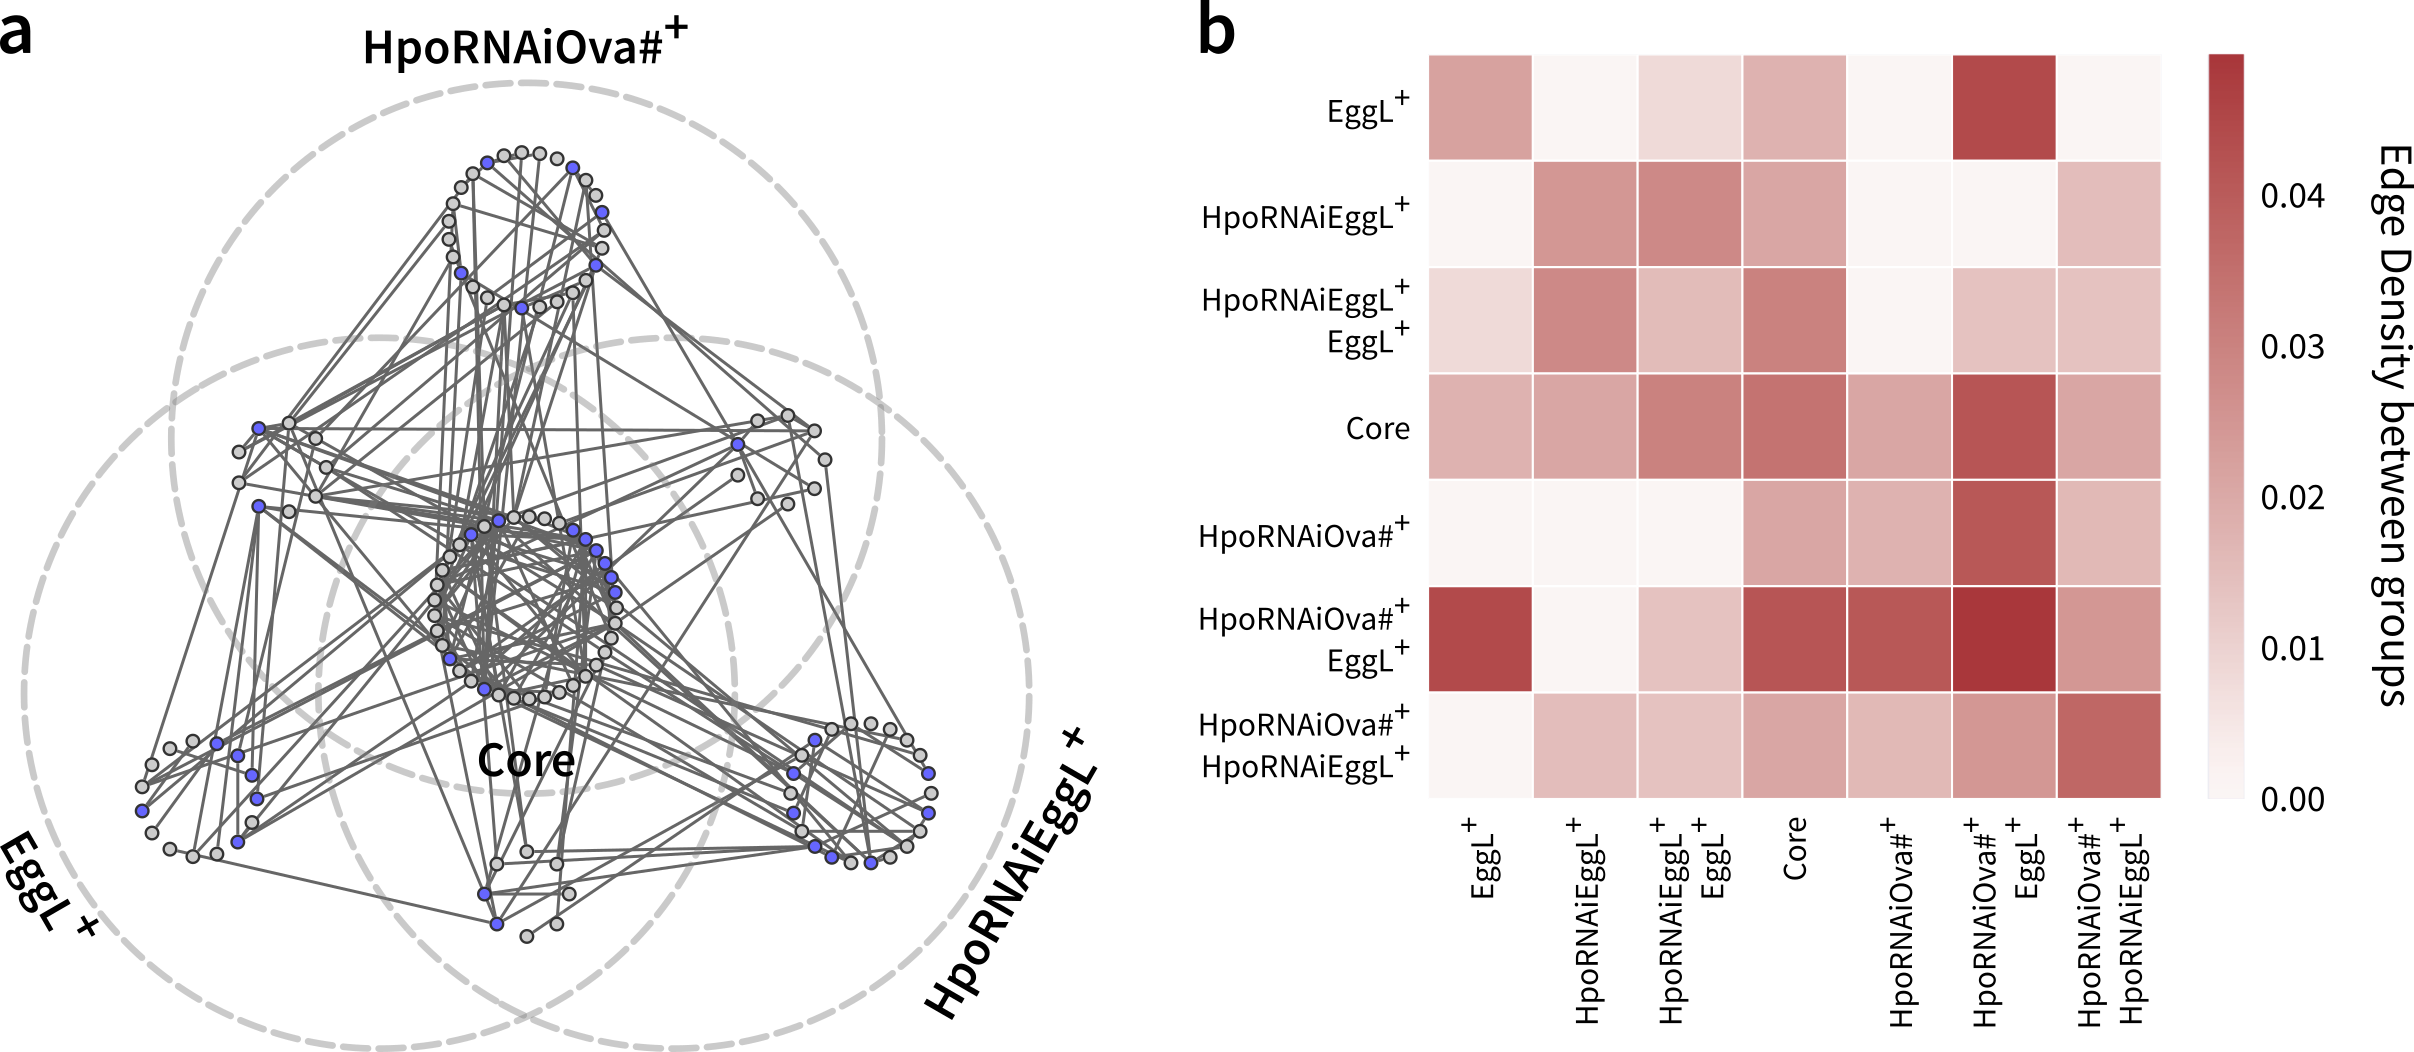 a
HpoRNAiOva#+
Core
EggL +
HpoRNAiEggL +
b
EggL+
HpoRNAiEggL+
HpoRNAiEggL+
EggL+
Core
HpoRNAiOva#+
HpoRNAiOva#+
EggL+
HpoRNAiOva#+
HpoRNAiEggL+
EggL+
HpoRNAiEggL+
HpoRNAiEggL+
EggL+
Core
HpoRNAiOva#+
HpoRNAiOva#+
EggL+
HpoRNAiOva#+
HpoRNAiEggL+
0.04
0.03
0.02
0.01
0.00
Edge Density between groups